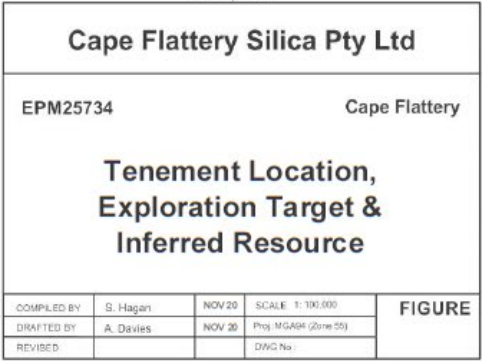 Cape Flattery Silica Pty Ltd
EPM25734 Cape Flattery
Tenement Location,
Exploration Target &
Inferred Resource
COMPILED BY S. Hagan NOV 20 SCALE 1: 100,000 FIGURE
DRAFTED BY A. Davies NOV 20 Proj: MGA94 (Zone 55)
REVISED DWG No